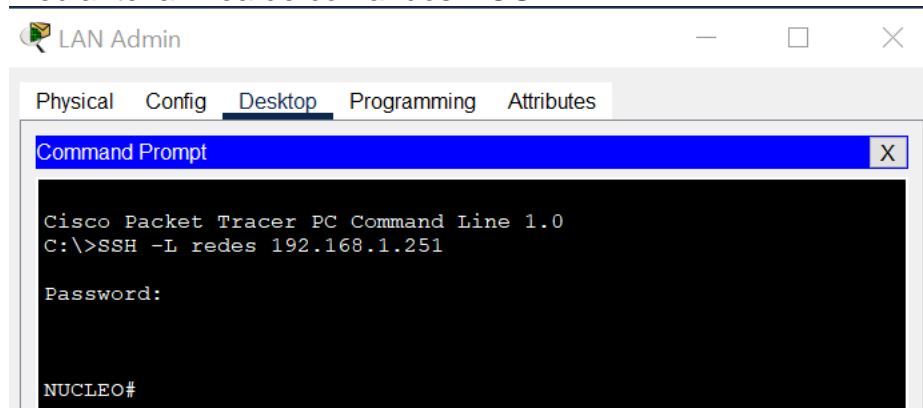 LAN Admin
Physical Config Desktop Programming Attributes
Command Prompt X
Cisco Packet Tracer PC Command Line 1.0
C:\>SSH -L redes 192.168.1.251
Password:
NUCLEO#